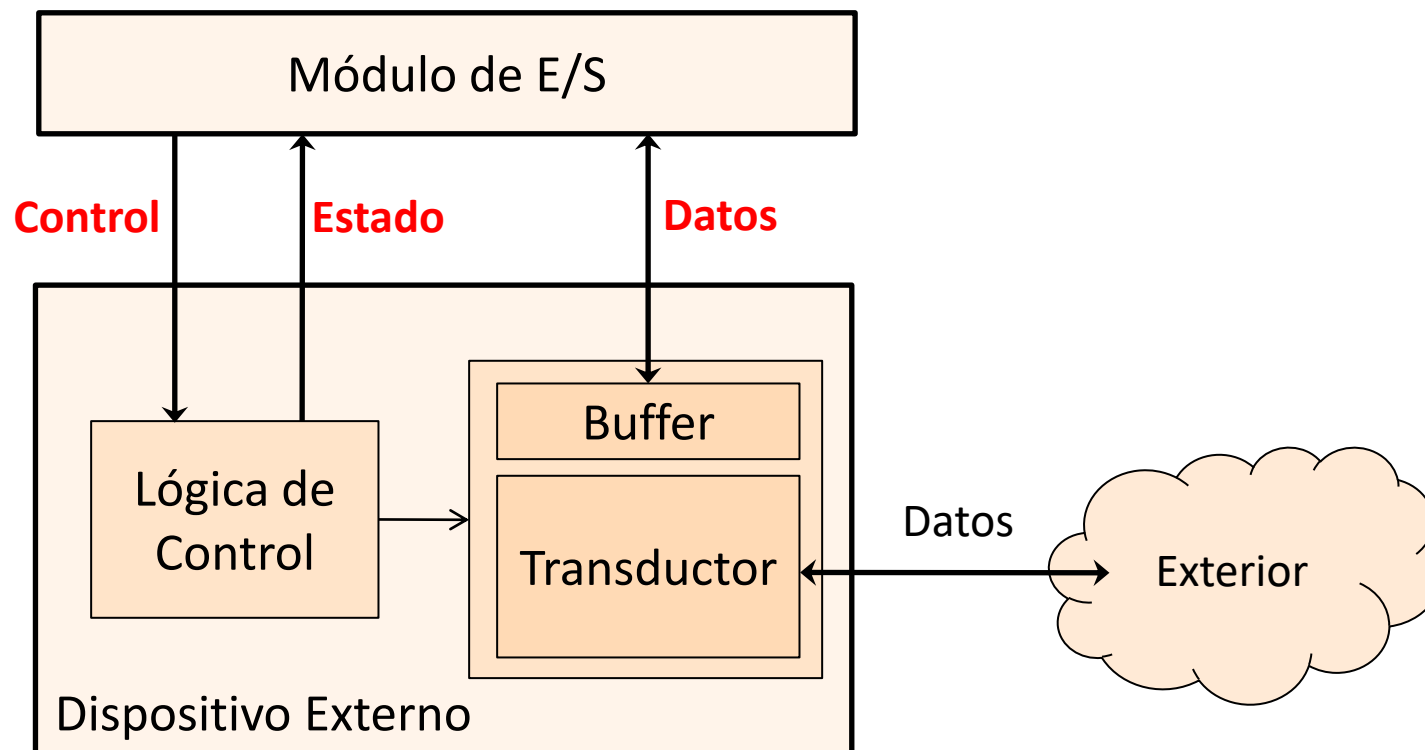 Módulo de E/S
Control
Estado
Datos
Buffer
Lógica de
Control
Transductor
Datos
Exterior
Dispositivo Externo